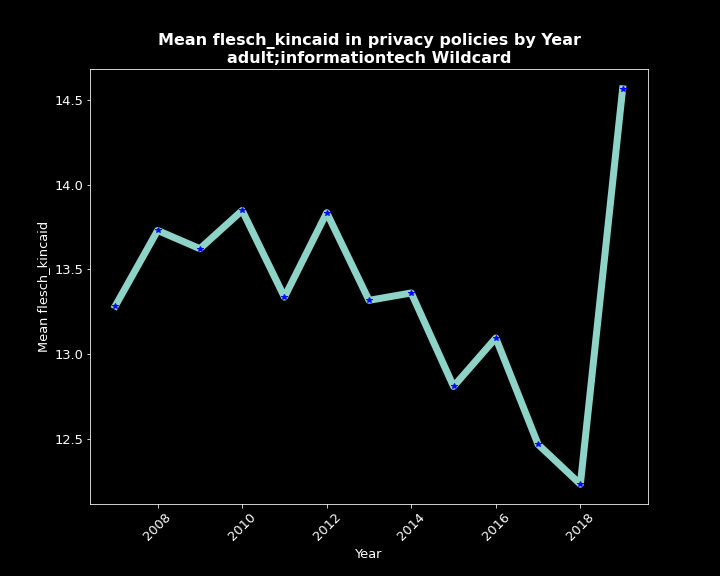 Mean flesch_kincaid in privacy policies by Year
adult;informationtech Wildcard
Mean flesch_kincaid
14.5
14.0
13.5
13.0
12.5
2008
2010
2012
2014
2016
2018
Year